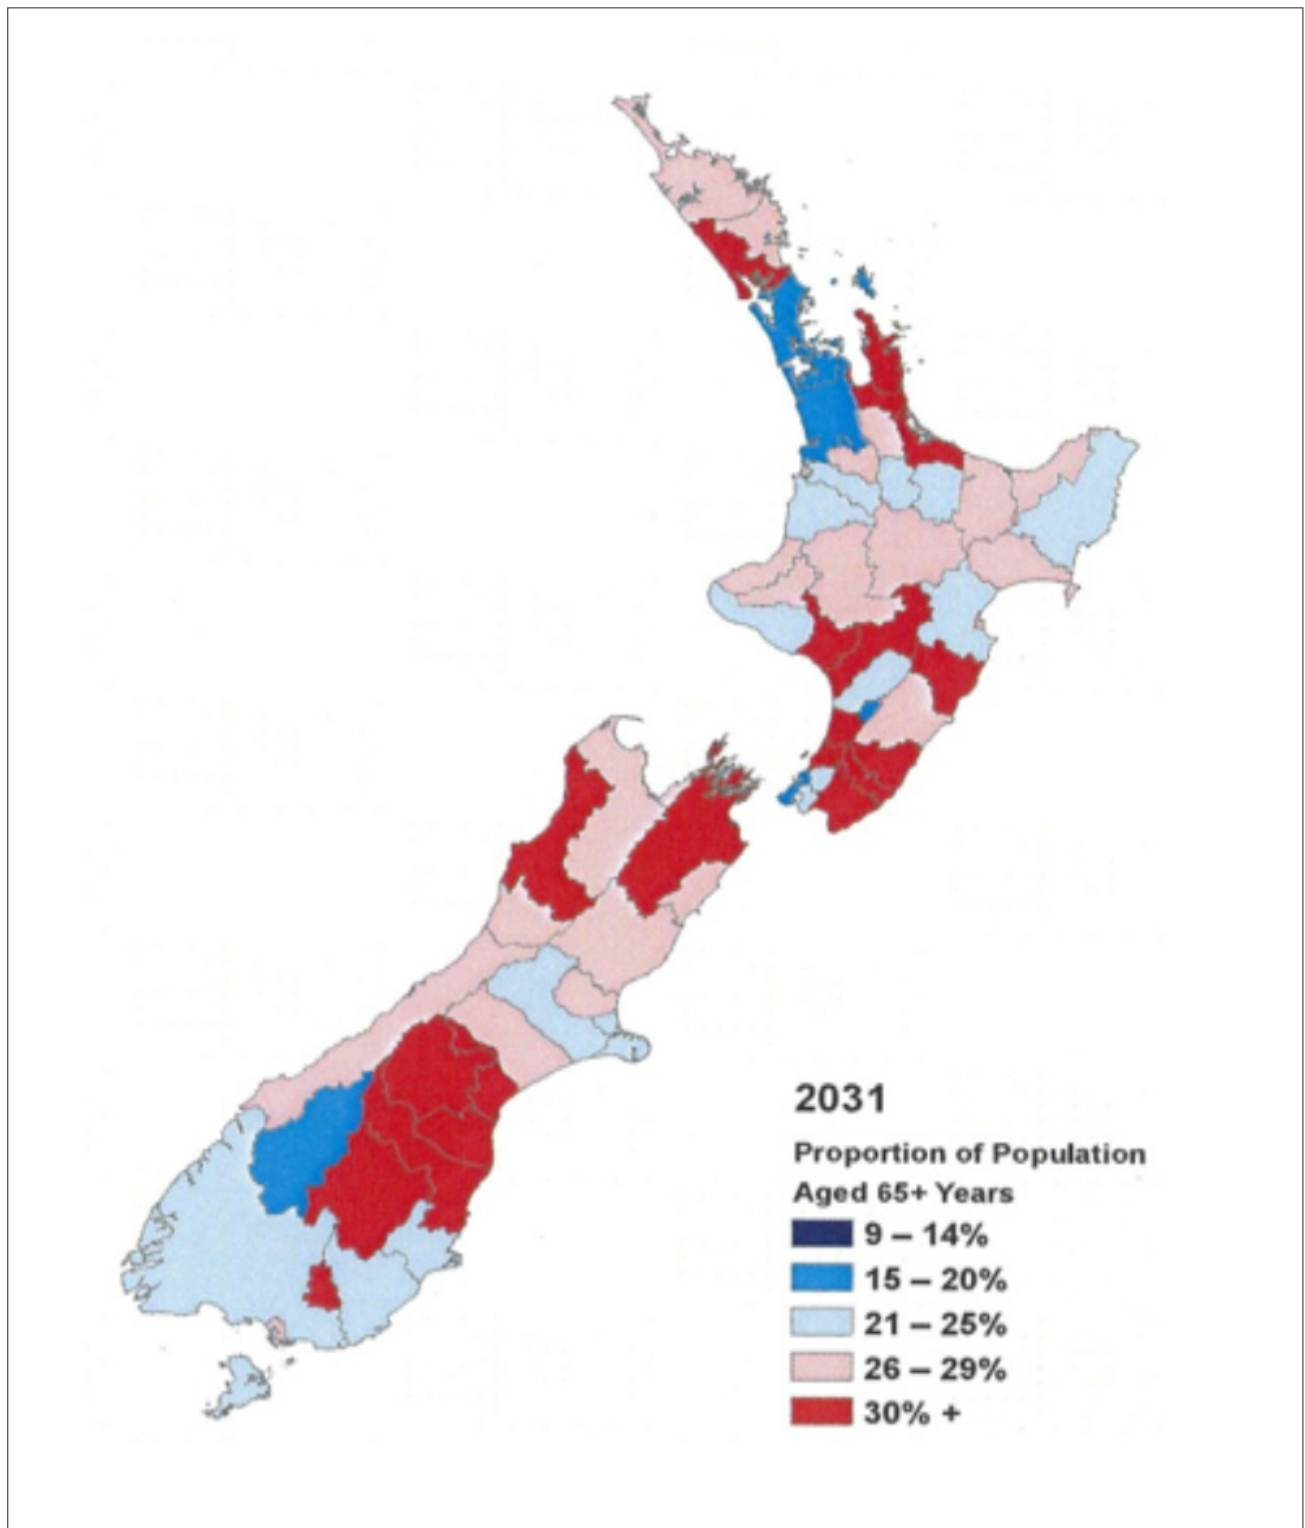 2031
Proportion of Population
Aged 65+ Years
9 – 14%
15 – 20%
21 – 25%
26 – 29%
30% +